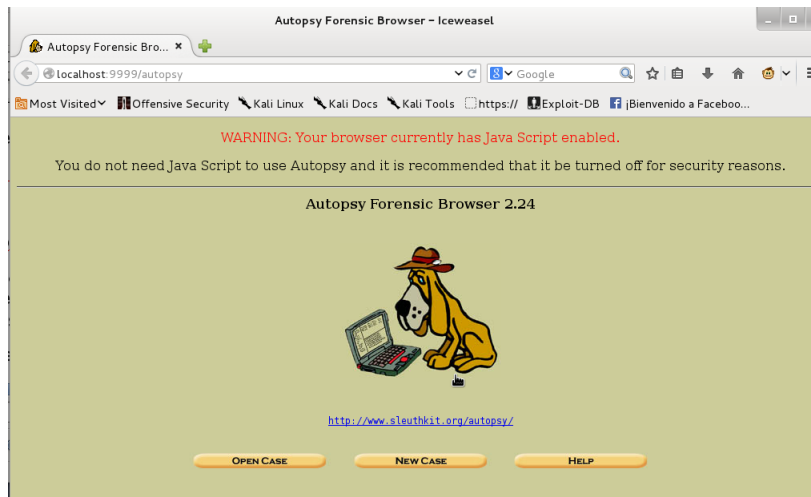 Autopsy Forensic Browser - Iceweasel
Autopsy Forensic Bro...
localhost:9999/autopsy
Google
Most Visited Offensive Security Kali Linux Kali Docs Kali Tools https:// Exploit-DB ¡Bienvenido a Faceboo...
WARNING: Your browser currently has Java Script enabled.
You do not need Java Script to use Autopsy and it is recommended that it be turned off for security reasons.
Autopsy Forensic Browser 2.24
http://www.sleuthkit.org/autopsy/
OPEN CASE NEW CASE HELP